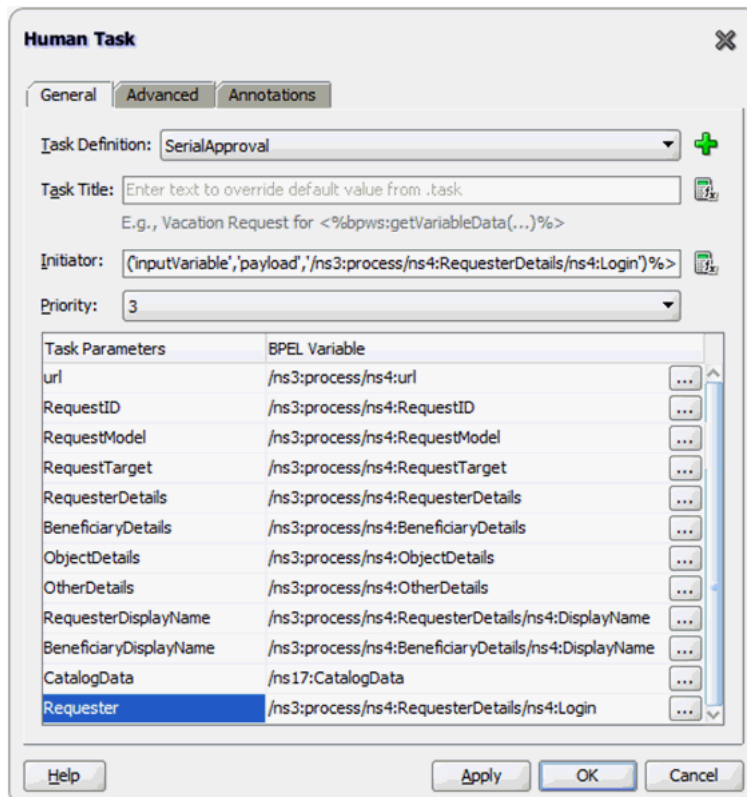 Human Task
General Advanced Annotations
Task Definition: SerialApproval
Task Title: Enter text to override default value from .task
E.g., Vacation Request for <%bpws:getVariableData(...)%>
Initiator: ('inputVariable','payload','/ns3:process/ns4:RequesterDetails/ns4:Login')%>
Priority: 3
Task Parameters BPEL Variable
url /ns3:process/ns4:url ...
RequestID /ns3:process/ns4:RequestID ...
RequestModel /ns3:process/ns4:RequestModel ...
RequestTarget /ns3:process/ns4:RequestTarget ...
RequesterDetails /ns3:process/ns4:RequesterDetails ...
BeneficiaryDetails /ns3:process/ns4:BeneficiaryDetails ...
ObjectDetails /ns3:process/ns4:ObjectDetails ...
OtherDetails /ns3:process/ns4:OtherDetails ...
RequesterDisplayName /ns3:process/ns4:RequesterDetails/ns4:DisplayName ...
BeneficiaryDisplayName /ns3:process/ns4:BeneficiaryDetails/ns4:DisplayName ...
CatalogData /ns17:CatalogData ...
Requester /ns3:process/ns4:RequesterDetails/ns4:Login ...
Help Apply OK Cancel